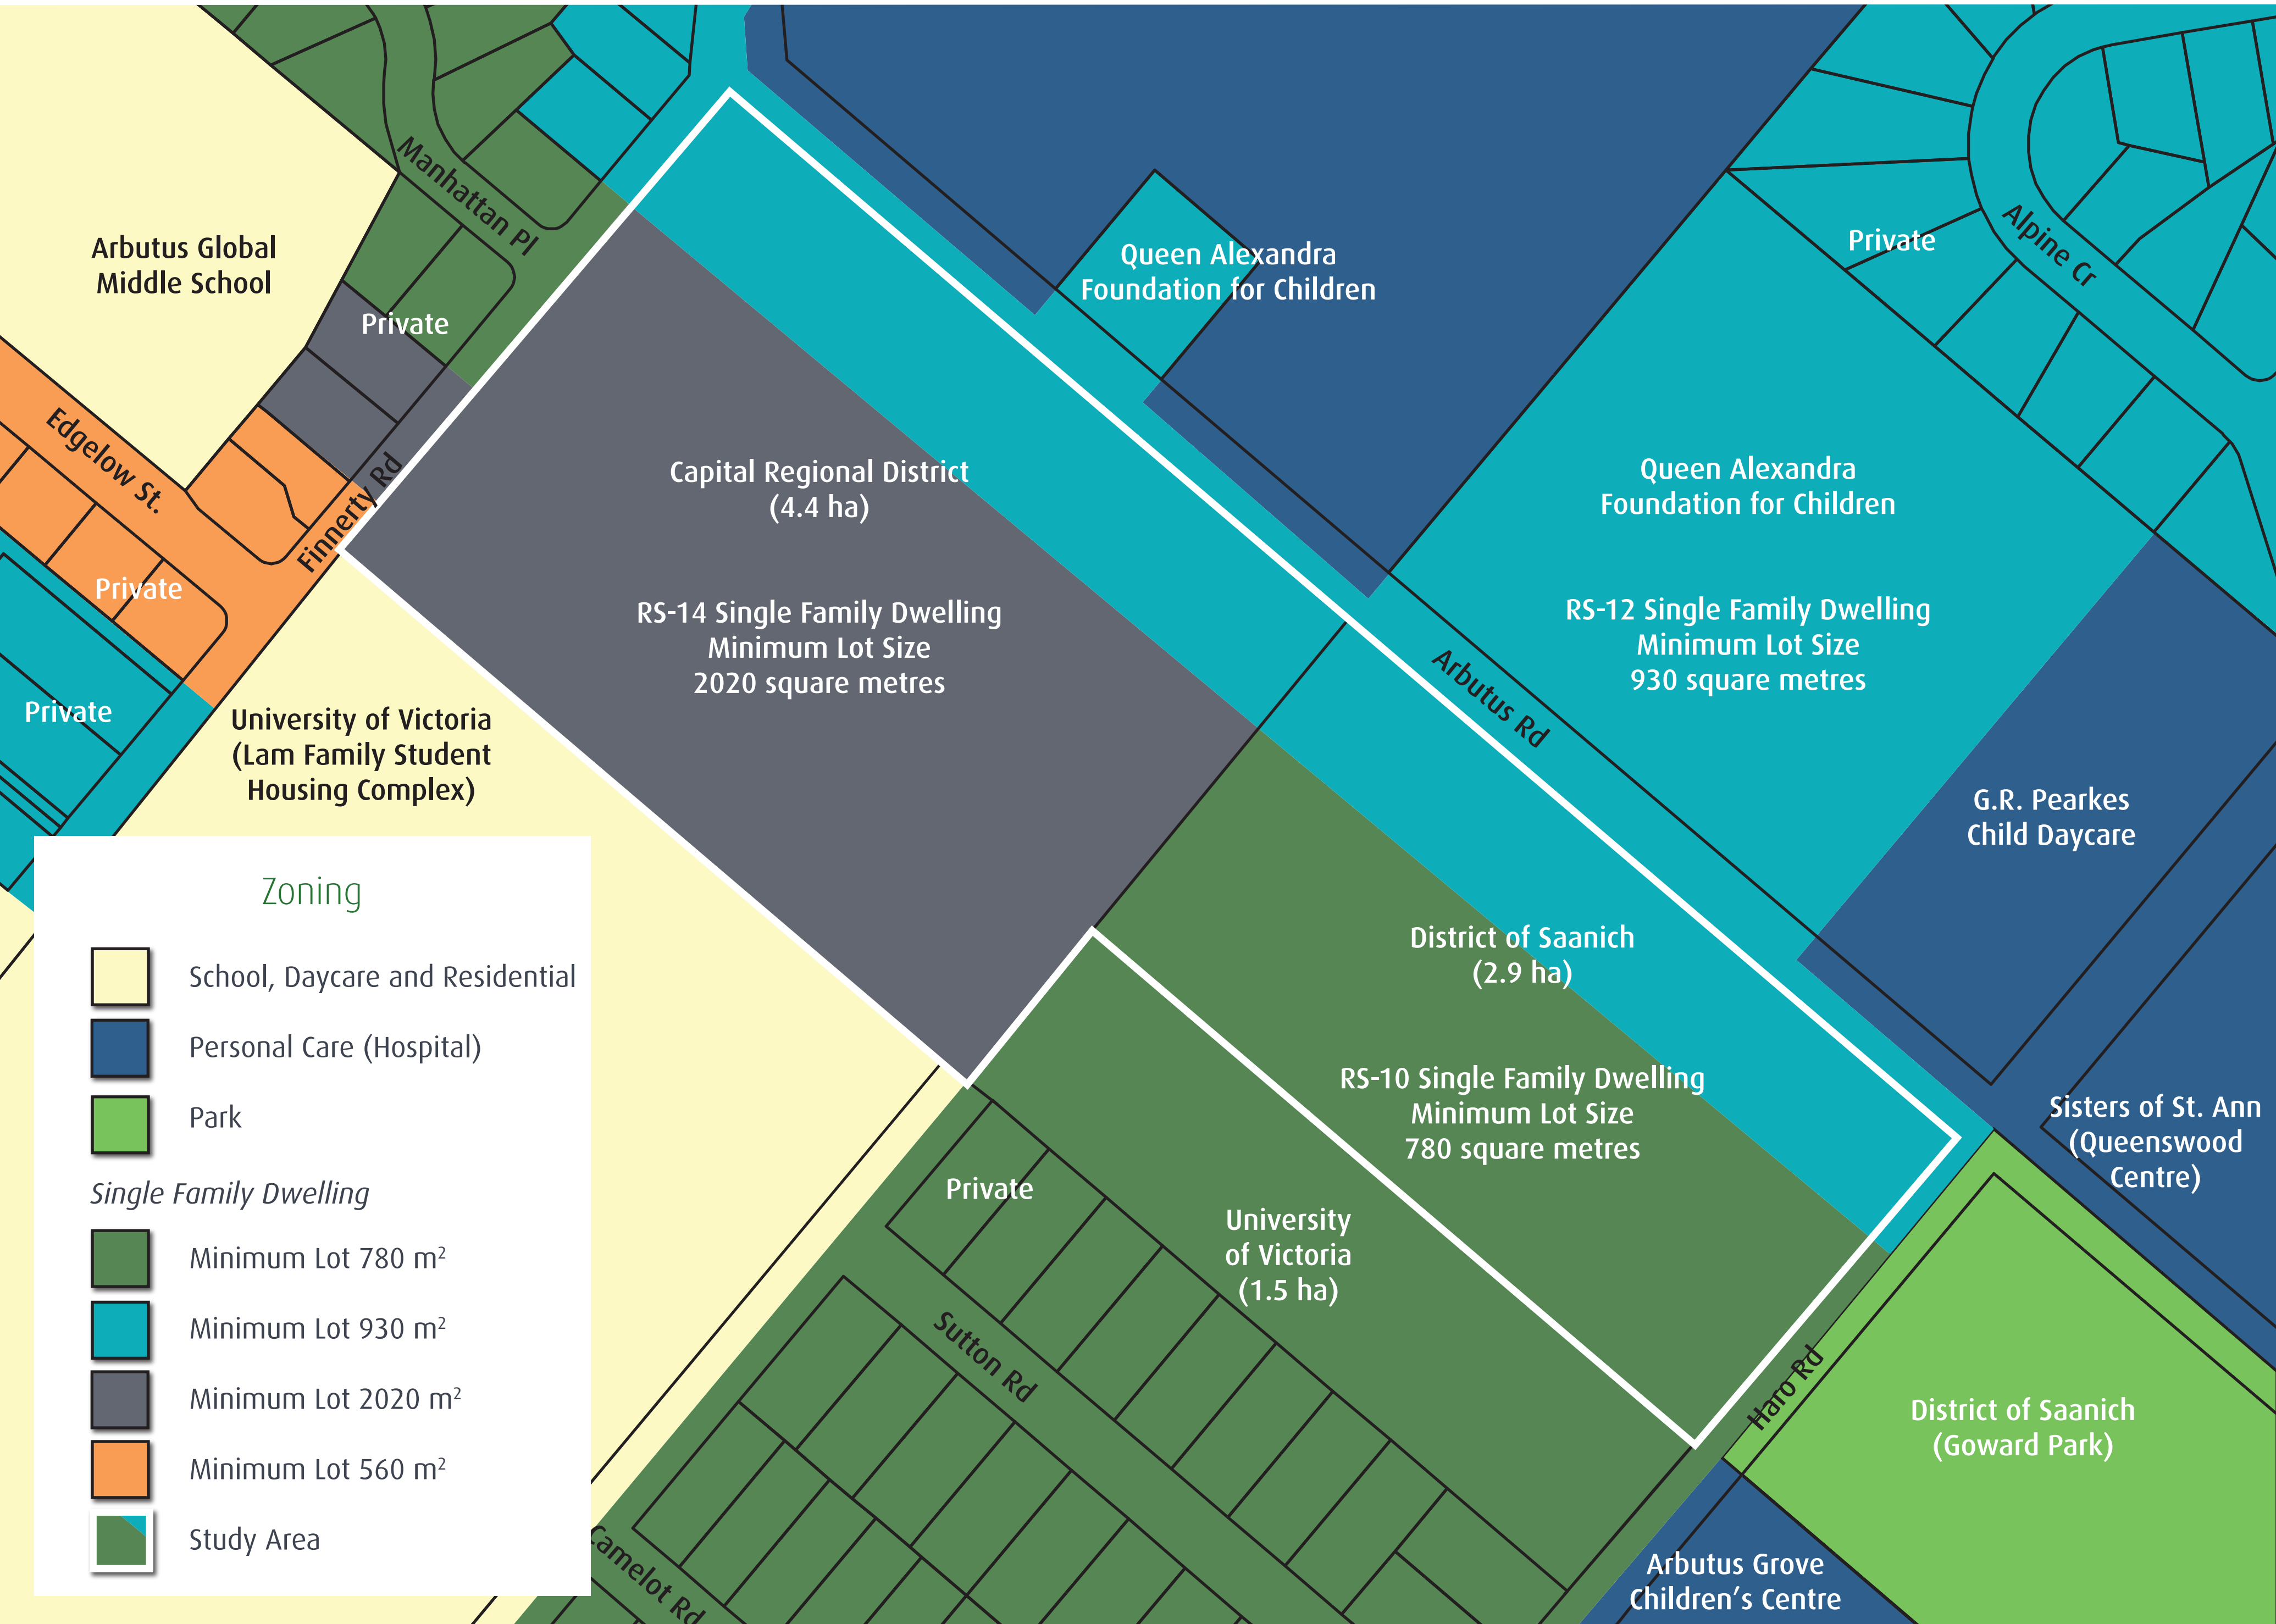 Manhattan Pl
Arbutus Global
Middle School
Private
Queen Alexandra
Foundation for Children
Private
Alpine Cr
Edgelow St.
Finnerty Rd
Private
Private
Capital Regional District
(4.4 ha)
RS-14 Single Family Dwelling
Minimum Lot Size
2020 square metres
Queen Alexandra
Foundation for Children
RS-12 Single Family Dwelling
Minimum Lot Size
930 square metres
Arbutus Rd
University of Victoria
(Lam Family Student
Housing Complex)
G.R. Pearkes
Child Daycare
District of Saanich
(2.9 ha)
RS-10 Single Family Dwelling
Minimum Lot Size
780 square metres
Sisters of St. Ann
(Queenswood
Centre)
Private
University
of Victoria
(1.5 ha)
Sutton Rd
Haro Rd
District of Saanich
(Goward Park)
Arbutus Grove
Children's Centre
Camelot Rd
Zoning
School, Daycare and Residential
Personal Care (Hospital)
Park
Single Family Dwelling
Minimum Lot 780 m²
Minimum Lot 930 m²
Minimum Lot 2020 m²
Minimum Lot 560 m²
Study Area